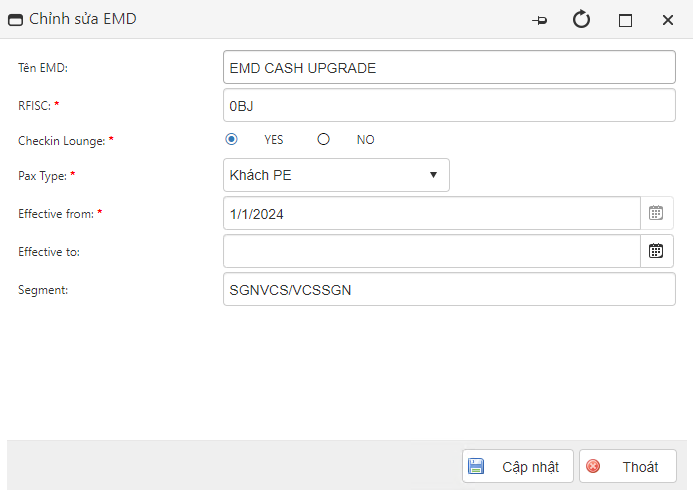 Chỉnh sửa EMD
Tên EMD: EMD CASH UPGRADE
RFISC: * 0BJ
Checkin Lounge: * YES NO
Pax Type: * Khách PE
Effective from: * 1/1/2024
Effective to:
Segment: SGNVCS/VCSSGN
Cập nhật Thoát